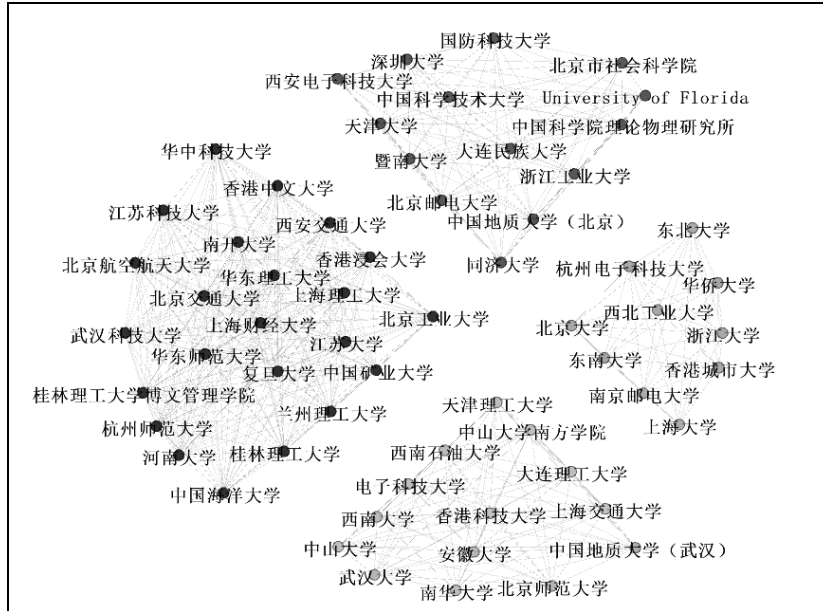 国防科技大学
深圳大学
北京市社会科学院
西安电子科技大学
中国科学技术大学
University of Florida
天津大学
中国科学院理论物理研究所
大连民族大学
暨南大学
浙江工业大学
北京邮电大学
中国地质大学（北京）
同济大学
华中科技大学
香港中文大学
江苏科技大学
西安交通大学
南开大学
北京航空航天大学
香港浸会大学
华东理工大学
北京交通大学
上海理工大学
上海财经大学
北京工业大学
武汉科技大学
江苏大学
华东师范大学
复旦大学
中国矿业大学
桂林理工大学博文管理学院
兰州理工大学
杭州师范大学
河南大学
桂林理工大学
中国海洋大学
东北大学
杭州电子科技大学
华侨大学
西北工业大学
北京大学
浙江大学
东南大学
香港城市大学
南京邮电大学
上海大学
天津理工大学
中山大学南方学院
西南石油大学
大连理工大学
电子科技大学
西南大学
香港科技大学
上海交通大学
中山大学
安徽大学
中国地质大学（武汉）
武汉大学
南华大学
北京师范大学